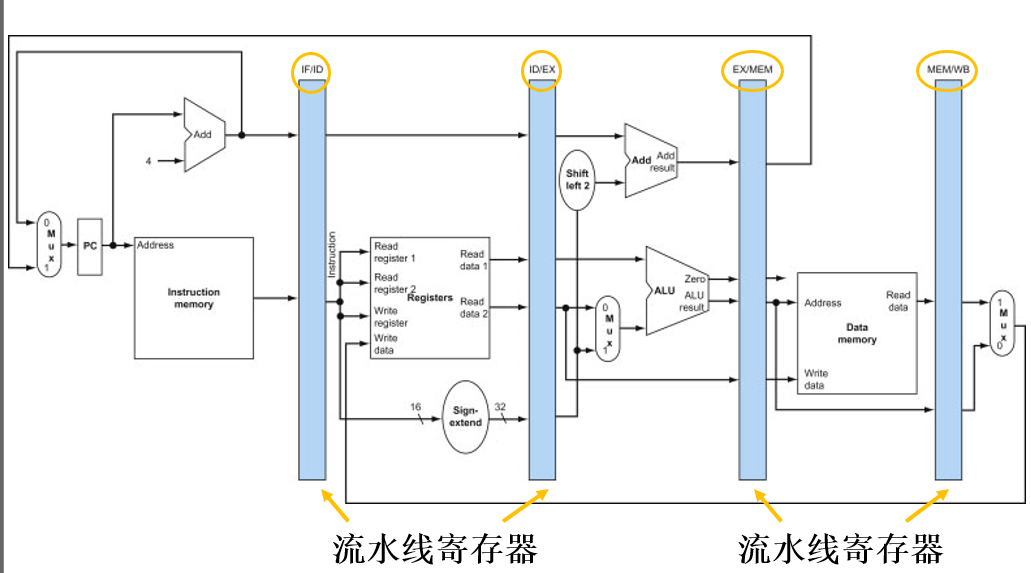 IF/ID
ID/EX
EX/MEM
MEM/WB
Add
4
Add
Add
result
Shift
left 2
0
M
u
x
1
PC
Address
Instruction
memory
Instruction
Read
register 1
Read
register 2
Registers
Write
register
Write
data
Read
data 1
Read
data 2
0
M
u
x
1
Zero
ALU
ALU
result
Address
Read
data
Data
memory
Write
data
1
M
u
x
0
16
Sign-
extend
32
流水线寄存器
流水线寄存器